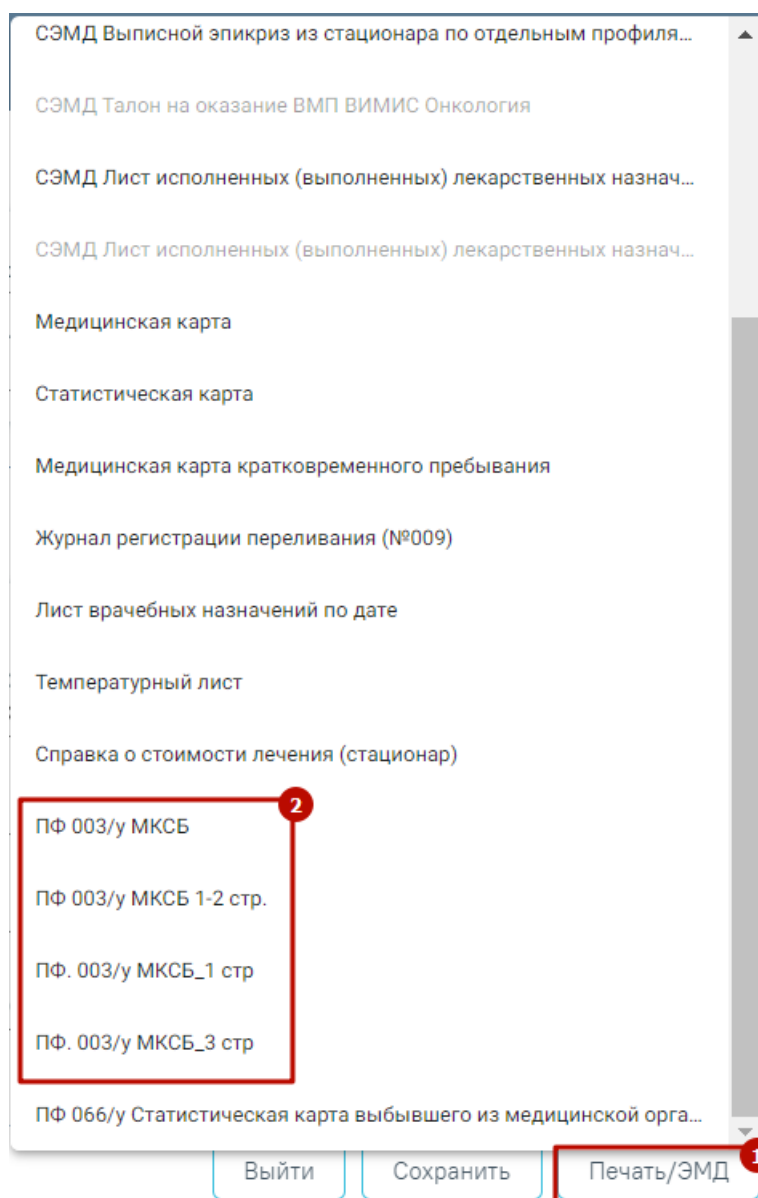 СЭМД Выписной эпикриз из стационара по отдельным профиля...
СЭМД Талон на оказание ВМП ВИМИС Онкология
СЭМД Лист исполненных (выполненных) лекарственных назнач...
СЭМД Лист исполненных (выполненных) лекарственных назнач...
Медицинская карта
Статистическая карта
Медицинская карта кратковременного пребывания
Журнал регистрации переливания (№009)
Лист врачебных назначений по дате
Температурный лист
Справка о стоимости лечения (стационар)
2
ПФ 003/у МКСБ
ПФ 003/у МКСБ 1-2 стр.
ПФ. 003/у МКСБ_1 стр
ПФ. 003/у МКСБ_3 стр
ПФ 066/у Статистическая карта выбывшего из медицинской орга...
1
Выйти Сохранить Печать/ЭМД